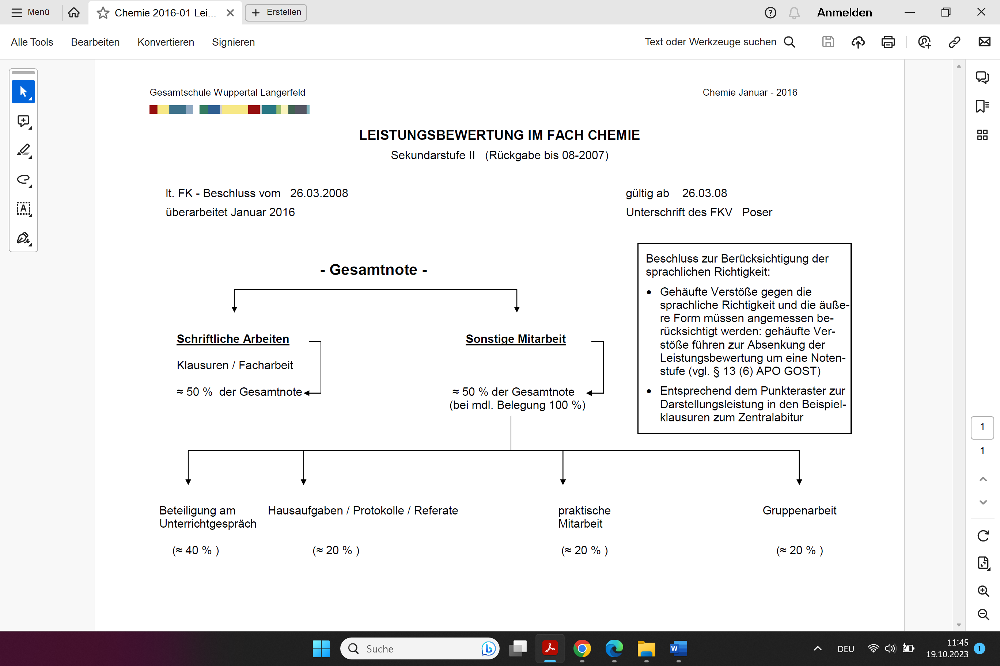 Menü
Chemie 2016-01 Lei...
Erstellen
Anmelden
Alle Tools
Bearbeiten
Konvertieren
Signieren
Text oder Werkzeuge suchen
Gesamtschule Wuppertal Langerfeld
Chemie Januar - 2016
LEISTUNGSBEWERTUNG IM FACH CHEMIE
Sekundarstufe II (Rückgabe bis 08-2007)
lt. FK - Beschluss vom 26.03.2008
gültig ab 26.03.08
überarbeitet Januar 2016
Unterschrift des FKV Poser
- Gesamtnote -
Beschluss zur Berücksichtigung der
sprachlichen Richtigkeit:
• Gehäufte Verstöße gegen die
sprachliche Richtigkeit und die äuße-
re Form müssen angemessen be-
rücksichtigt werden: gehäufte Ver-
stöße führen zur Absenkung der
Leistungsbewertung um eine Noten-
stufe (vgl. § 13 (6) APO GOST)
• Entsprechend dem Punkteraster zur
Darstellungsleistung in den Beispiel-
klausuren zum Zentralabitur
Schriftliche Arbeiten
Klausuren / Facharbeit
≈ 50 % der Gesamtnote
Sonstige Mitarbeit
≈ 50 % der Gesamtnote
(bei mdl. Belegung 100 %)
Beteiligung am
Unterrichtgespräch
(≈ 40 % )
Hausaufgaben / Protokolle / Referate
(≈ 20 % )
praktische
Mitarbeit
(≈ 20 % )
Gruppenarbeit
(≈ 20 % )
1
1
Suche
DEU
11:45
19.10.2023
1